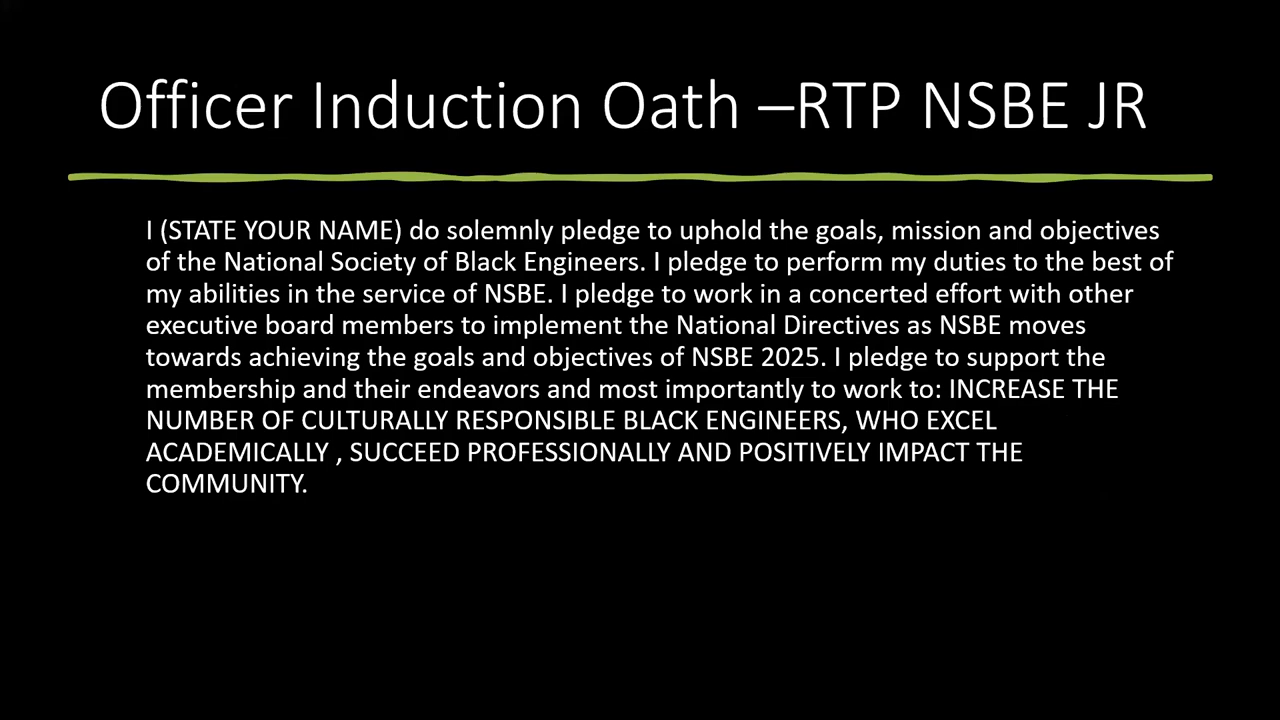 Officer Induction Oath –RTP NSBE JR
I (STATE YOUR NAME) do solemnly pledge to uphold the goals, mission and objectives
of the National Society of Black Engineers. I pledge to perform my duties to the best of
my abilities in the service of NSBE. I pledge to work in a concerted effort with other
executive board members to implement the National Directives as NSBE moves
towards achieving the goals and objectives of NSBE 2025. I pledge to support the
membership and their endeavors and most importantly to work to: INCREASE THE
NUMBER OF CULTURALLY RESPONSIBLE BLACK ENGINEERS, WHO EXCEL
ACADEMICALLY , SUCCEED PROFESSIONALLY AND POSITIVELY IMPACT THE
COMMUNITY.